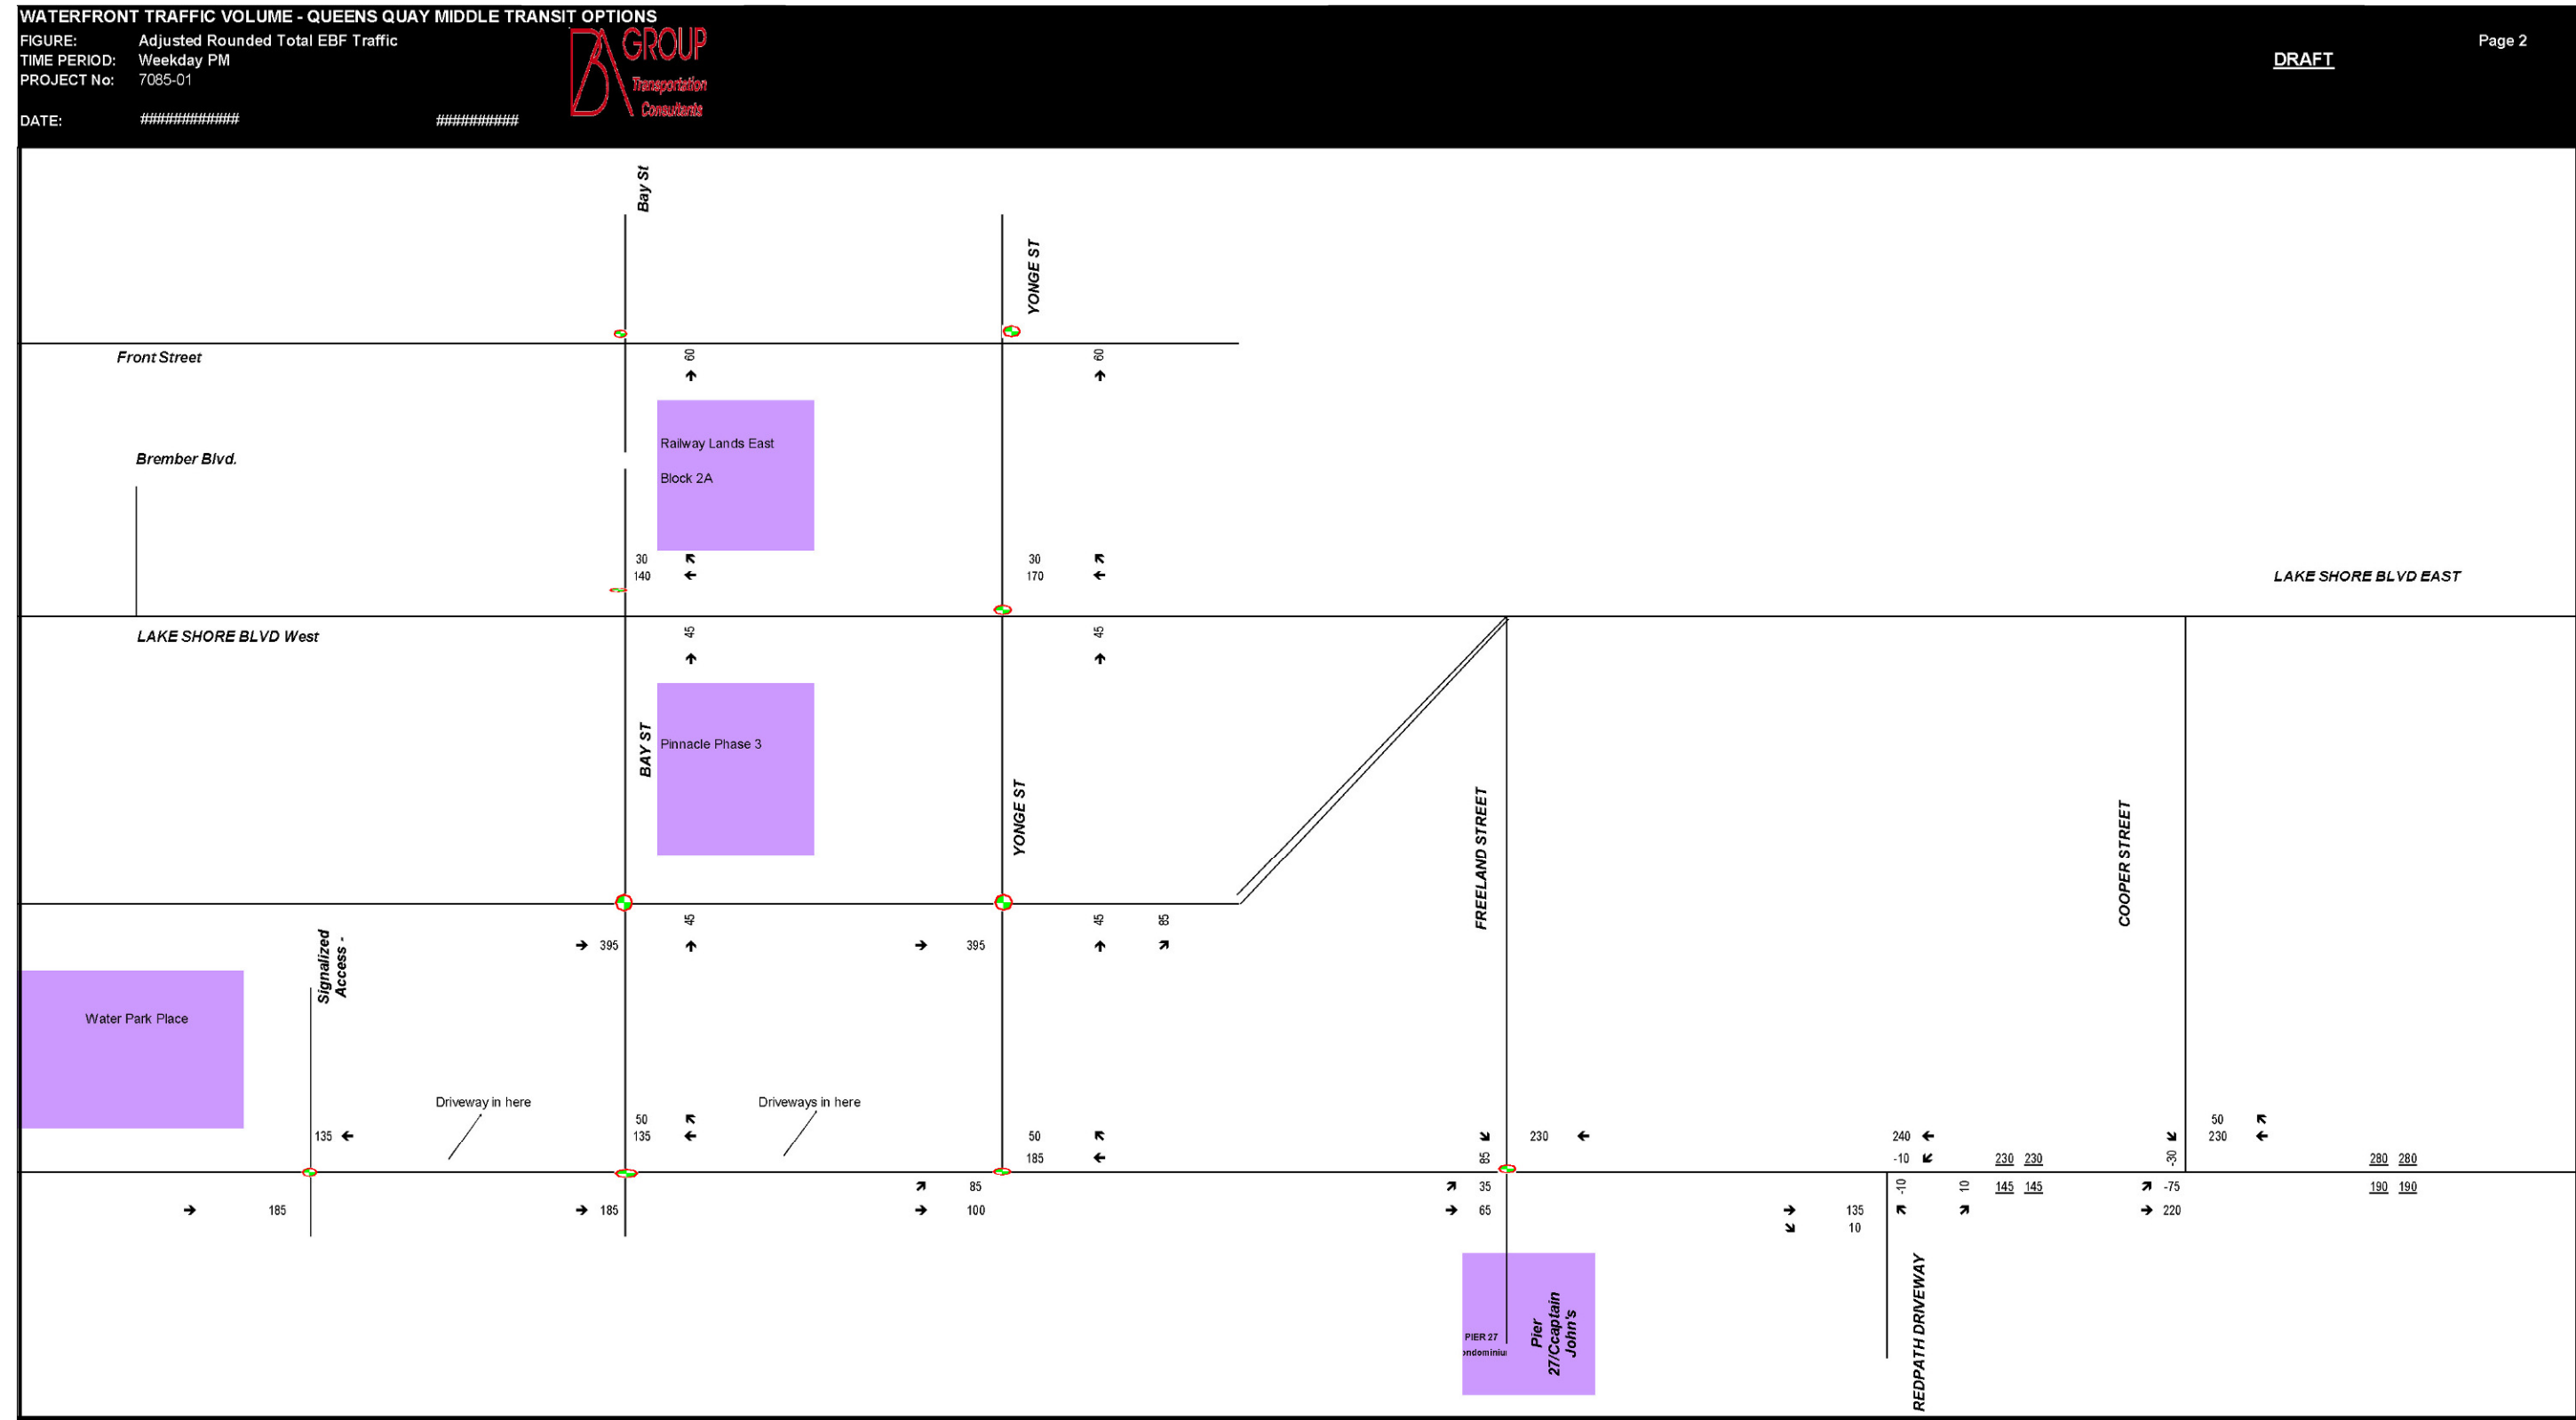 WATERFRONT TRAFFIC VOLUME - QUEENS QUAY MIDDLE TRANSIT OPTIONS
FIGURE: Adjusted Rounded Total EBF Traffic
TIME PERIOD: Weekday PM
PROJECT No: 7085-01
DATE: ############ ##########
BA GROUP
Transportation
Consultants
DRAFT
Page 2
Bay St
YONGE ST
Front Street
60 60
Brember Blvd.
Railway Lands East
Block 2A
30 ↖ 30 ↖
140 ← 170 ←
LAKE SHORE BLVD EAST
LAKE SHORE BLVD West
45 45
↑ ↑
BAY ST
Pinnacle Phase 3
YONGE ST
FREELAND STREET
COOPER STREET
45 45 85
→ 395 ↑ → 395 ↑ ↗
Signalized
Access -
Water Park Place
Driveway in here
Driveways in here
50 ↖ 50 ↖
135 ← 135 ← 50 ↖ ↙ 230 ← 240 ← ↙ 230 ←
185 ← 85 -10 ↙ 230 230 -30 280 280
↗ 85 ↗ 35 -10 10 145 145 ↗ -75 190 190
→ 185 → 185 → 100 → 65 → 135 ↖ ↗ → 220
↘ 10
PIER 27
ondominiu
Pier
27/Ccaptain
John's
REDPATH DRIVEWAY